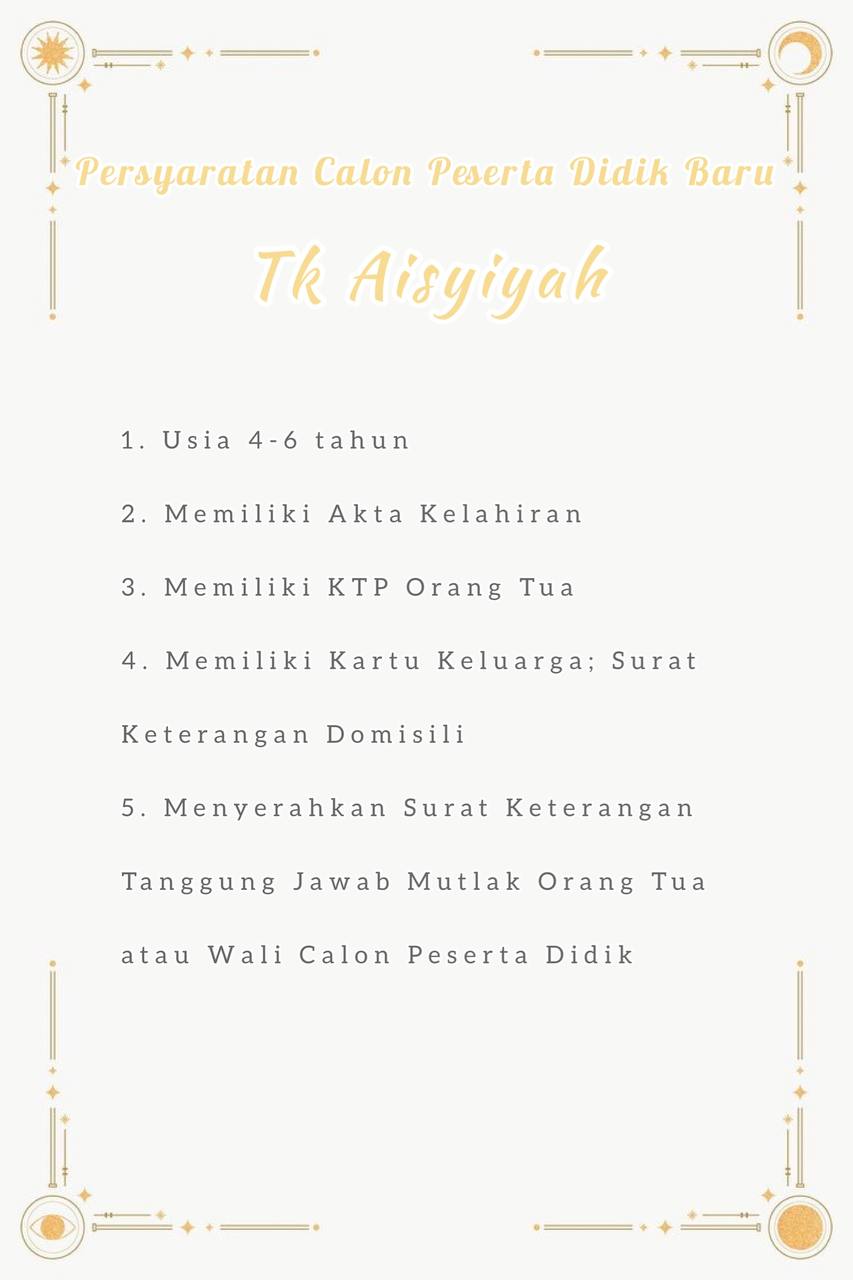 Persyaratan Calon Peserta Didik Baru
Tk Aisyiyah
1. Usia 4-6 tahun
2. Memiliki Akta Kelahiran
3. Memiliki KTP Orang Tua
4. Memiliki Kartu Keluarga; Surat
Keterangan Domisili
5. Menyerahkan Surat Keterangan
Tanggung Jawab Mutlak Orang Tua
atau Wali Calon Peserta Didik